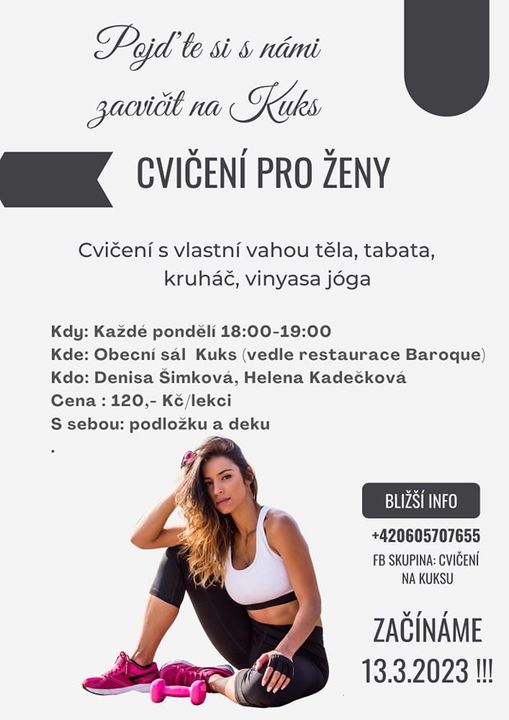 Pojďte si s námi
zacvičit na Kuks
CVIČENÍ PRO ŽENY
Cvičení s vlastní vahou těla, tabata,
kruháč, vinyasa jóga
Kdy: Každé pondělí 18:00-19:00
Kde: Obecní sál Kuks (vedle restaurace Baroque)
Kdo: Denisa Šimková, Helena Kadečková
Cena : 120,- Kč/lekci
S sebou: podložku a deku
.
BLIŽŠÍ INFO
+420605707655
FB SKUPINA: CVIČENÍ
NA KUKSU
ZAČÍNÁME
13.3.2023 !!!